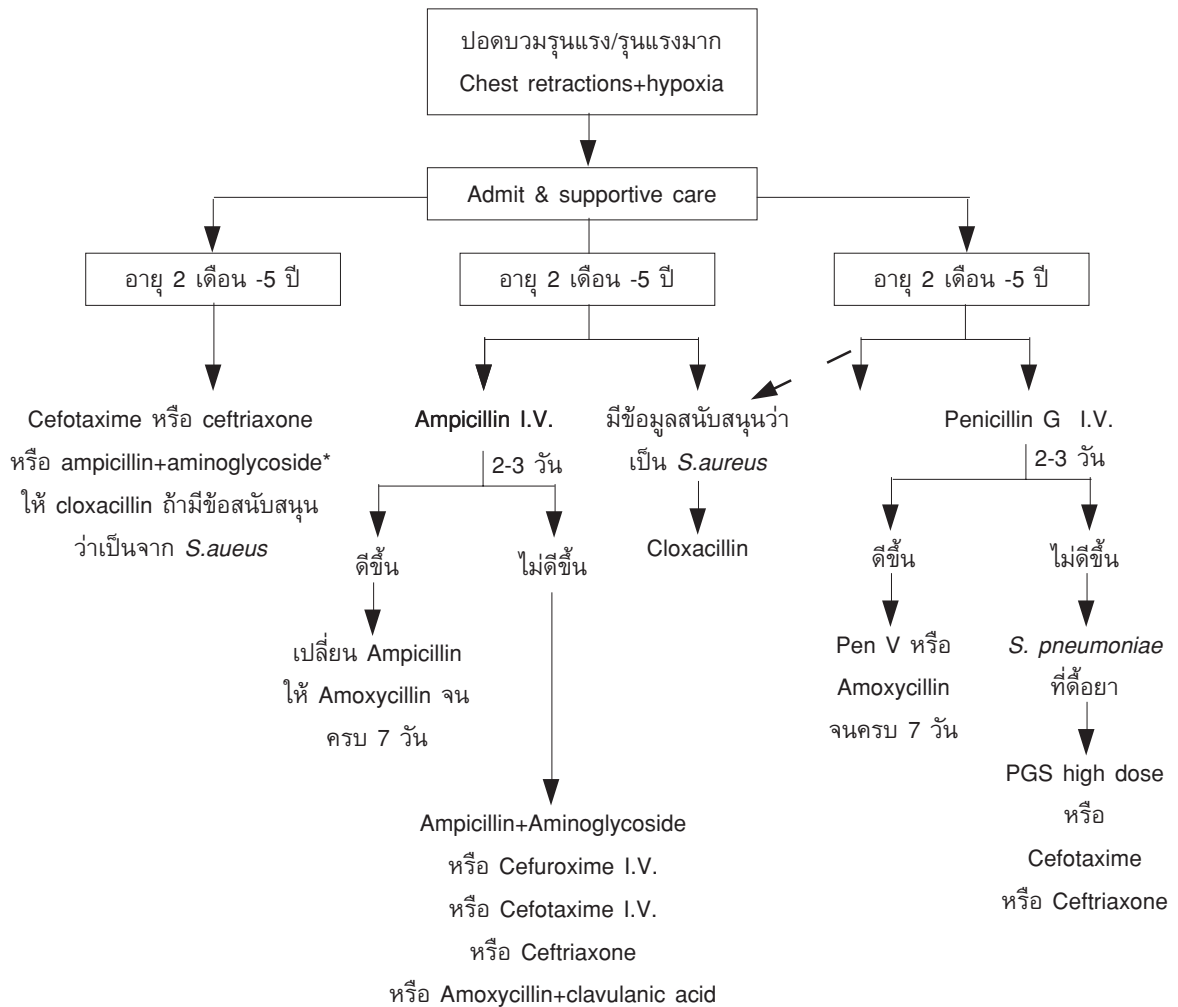 ปอดบวมรุนแรง/รุนแรงมาก
Chest retractions+hypoxia
Admit & supportive care
อายุ 2 เดือน -5 ปี
อายุ 2 เดือน -5 ปี
อายุ 2 เดือน -5 ปี
Cefotaxime หรือ ceftriaxone
หรือ ampicillin+aminoglycoside*
ให้ cloxacillin ถ้ามีข้อสนับสนุน
ว่าเป็นจาก S.aueus
Ampicillin I.V.
2-3 วัน
ดีขึ้น
ไม่ดีขึ้น
เปลี่ยน Ampicillin
ให้ Amoxycillin จน
ครบ 7 วัน
Ampicillin+Aminoglycoside
หรือ Cefuroxime I.V.
หรือ Cefotaxime I.V.
หรือ Ceftriaxone
หรือ Amoxycillin+clavulanic acid
มีข้อมูลสนับสนุนว่า
เป็น S.aureus
Cloxacillin
Penicillin G I.V.
2-3 วัน
ดีขึ้น
ไม่ดีขึ้น
Pen V หรือ
Amoxycillin
จนครบ 7 วัน
S. pneumoniae
ที่ดื้อยา
PGS high dose
หรือ
Cefotaxime
หรือ Ceftriaxone